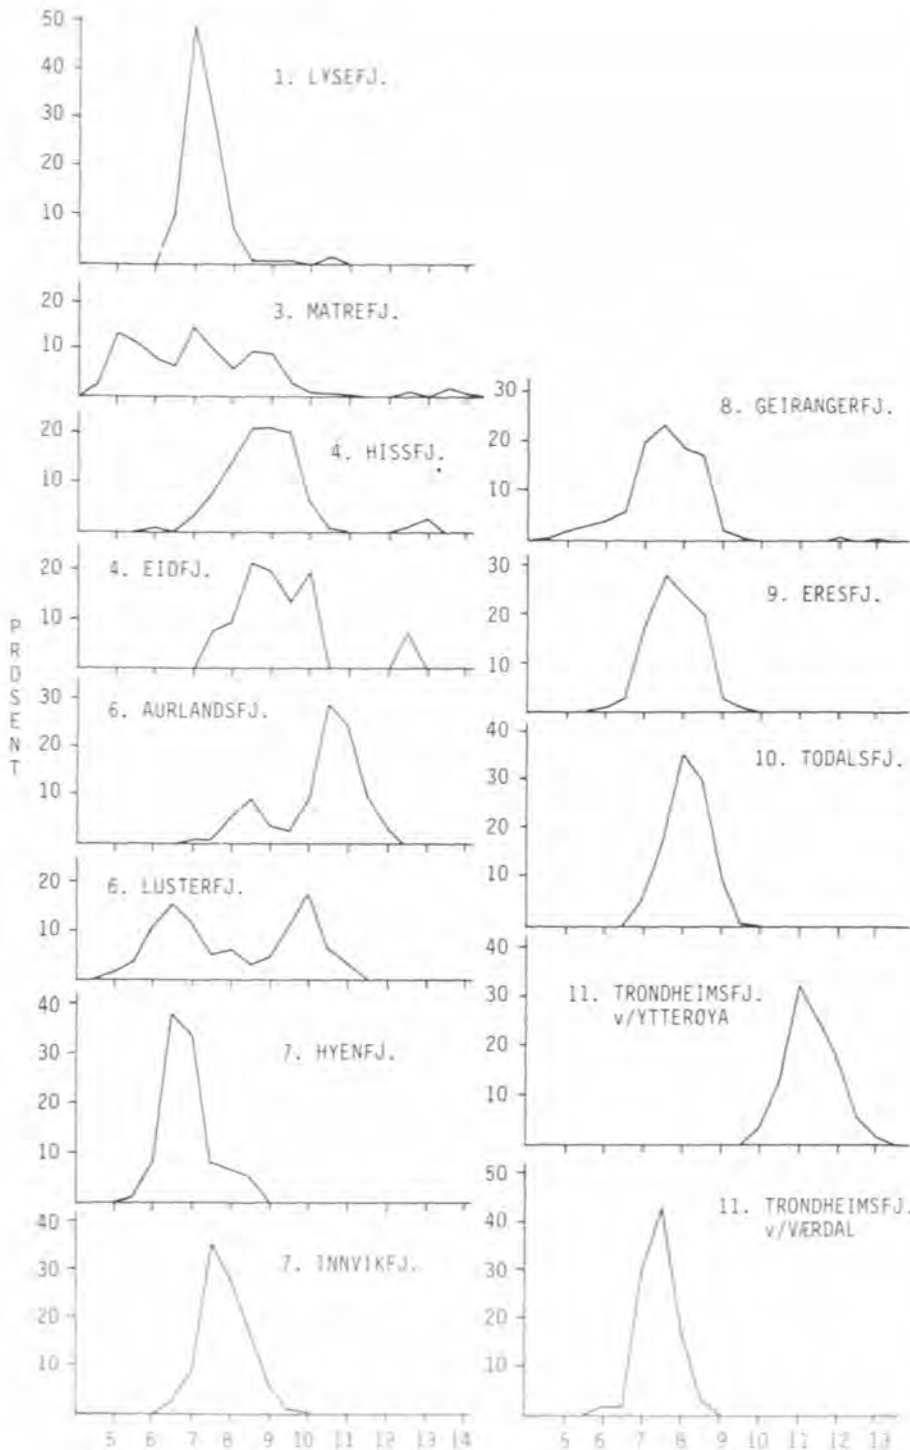 50
40
30
20
10
1. LYSEFJ.
20
10
3. MATREFJ.
20
10
4. HISSFJ.
20
10
4. EIDFJ.
PROSENT
30
20
10
6. AURLANDSFJ.
20
10
6. LUSTERFJ.
40
30
20
10
7. HYENFJ.
40
30
20
10
7. INNVIKFJ.
5 6 7 8 9 10 11 12 13 14
30
20
10
8. GEIRANGERFJ.
30
20
10
9. ERESFJ.
40
30
20
10
10. TODALSFJ.
40
30
20
10
11. TRONDHEIMSFJ.
v/YTTERØYA
50
40
30
20
10
11. TRONDHEIMSFJ.
v/VÆRDAL
5 6 7 8 9 10 11 12 13